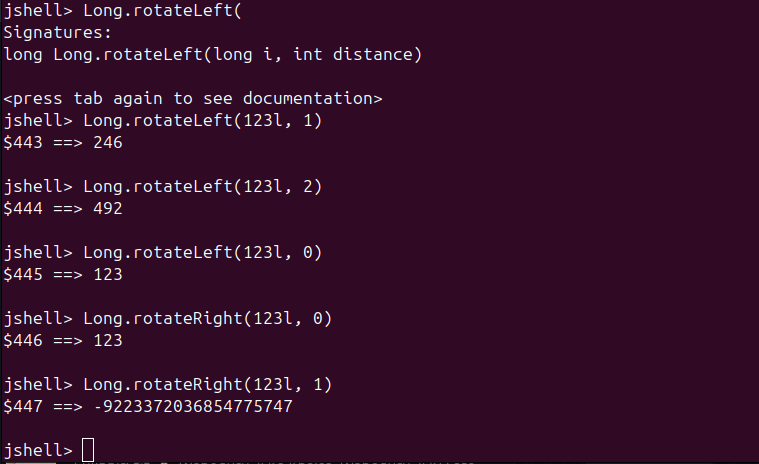 jshell> Long.rotateLeft(
Signatures:
long Long.rotateLeft(long i, int distance)
<press tab again to see documentation>
jshell> Long.rotateLeft(123l, 1)
$443 ==> 246
jshell> Long.rotateLeft(123l, 2)
$444 ==> 492
jshell> Long.rotateLeft(123l, 0)
$445 ==> 123
jshell> Long.rotateRight(123l, 0)
$446 ==> 123
jshell> Long.rotateRight(123l, 1)
$447 ==> -9223372036854775747
jshell>